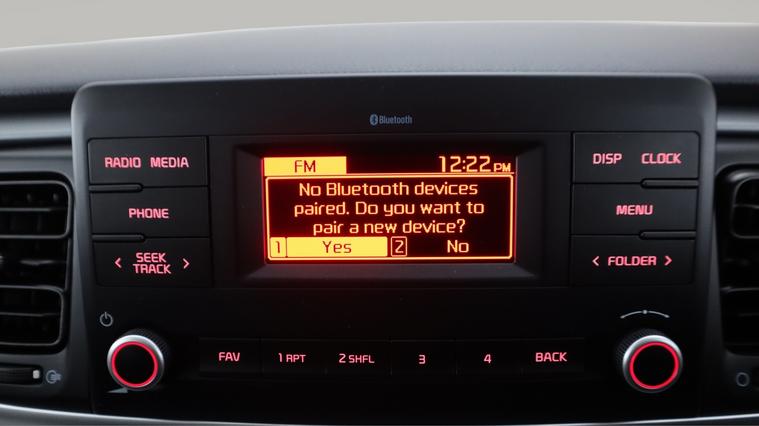 Bluetooth
RADIO MEDIA
FM 12:22 PM
DISP CLOCK
No Bluetooth devices
paired. Do you want to
pair a new device?
1 Yes 2 No
PHONE
MENU
< SEEK
TRACK >
< FOLDER >
FAV 1 RPT 2 SHFL 3 4 BACK